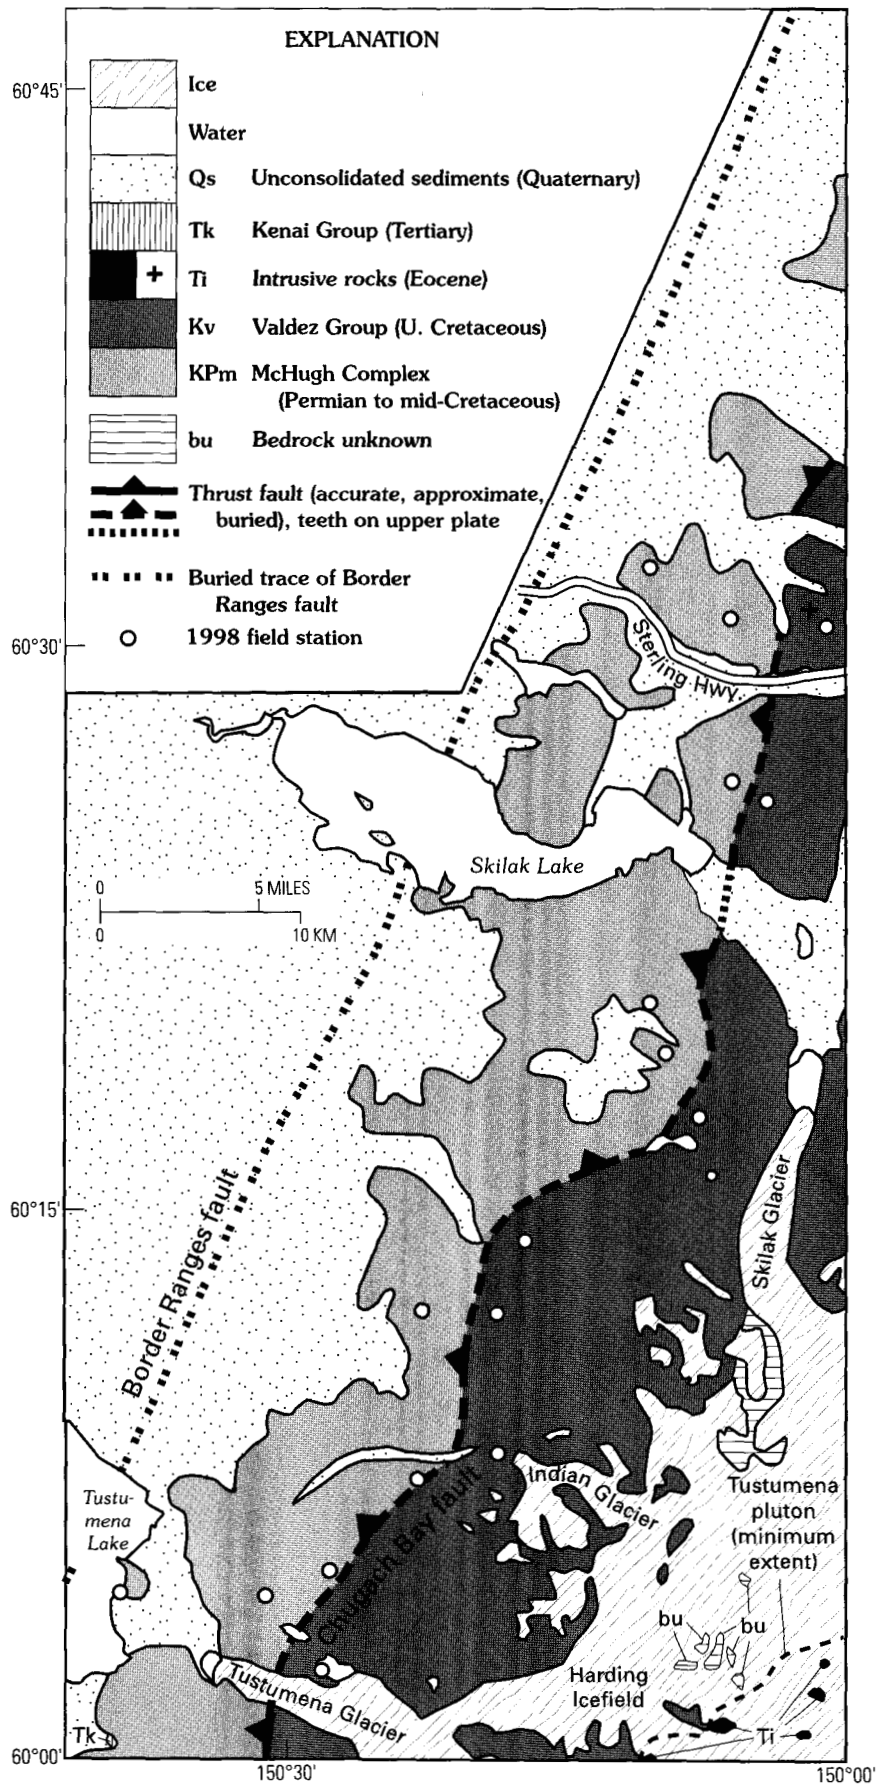 EXPLANATION
60°45'
Ice
Water
Qs Unconsolidated sediments (Quaternary)
Tk Kenai Group (Tertiary)
+ Ti Intrusive rocks (Eocene)
Kv Valdez Group (U. Cretaceous)
KPm McHugh Complex
(Permian to mid-Cretaceous)
bu Bedrock unknown
Thrust fault (accurate, approximate,
buried), teeth on upper plate
Buried trace of Border
Ranges fault
1998 field station
60°30'
Sterling Hwy.
Skilak Lake
0 5 MILES
0 10 KM
60°15'
Border Ranges fault
Skilak Glacier
Chugach Bay fault
Indian Glacier
Tustu-
mena
Lake
Tustumena
pluton
(minimum
extent)
bu
bu
Harding
Icefield
Tustumena Glacier
Tk
Ti
60°00'
150°30'
150°00'